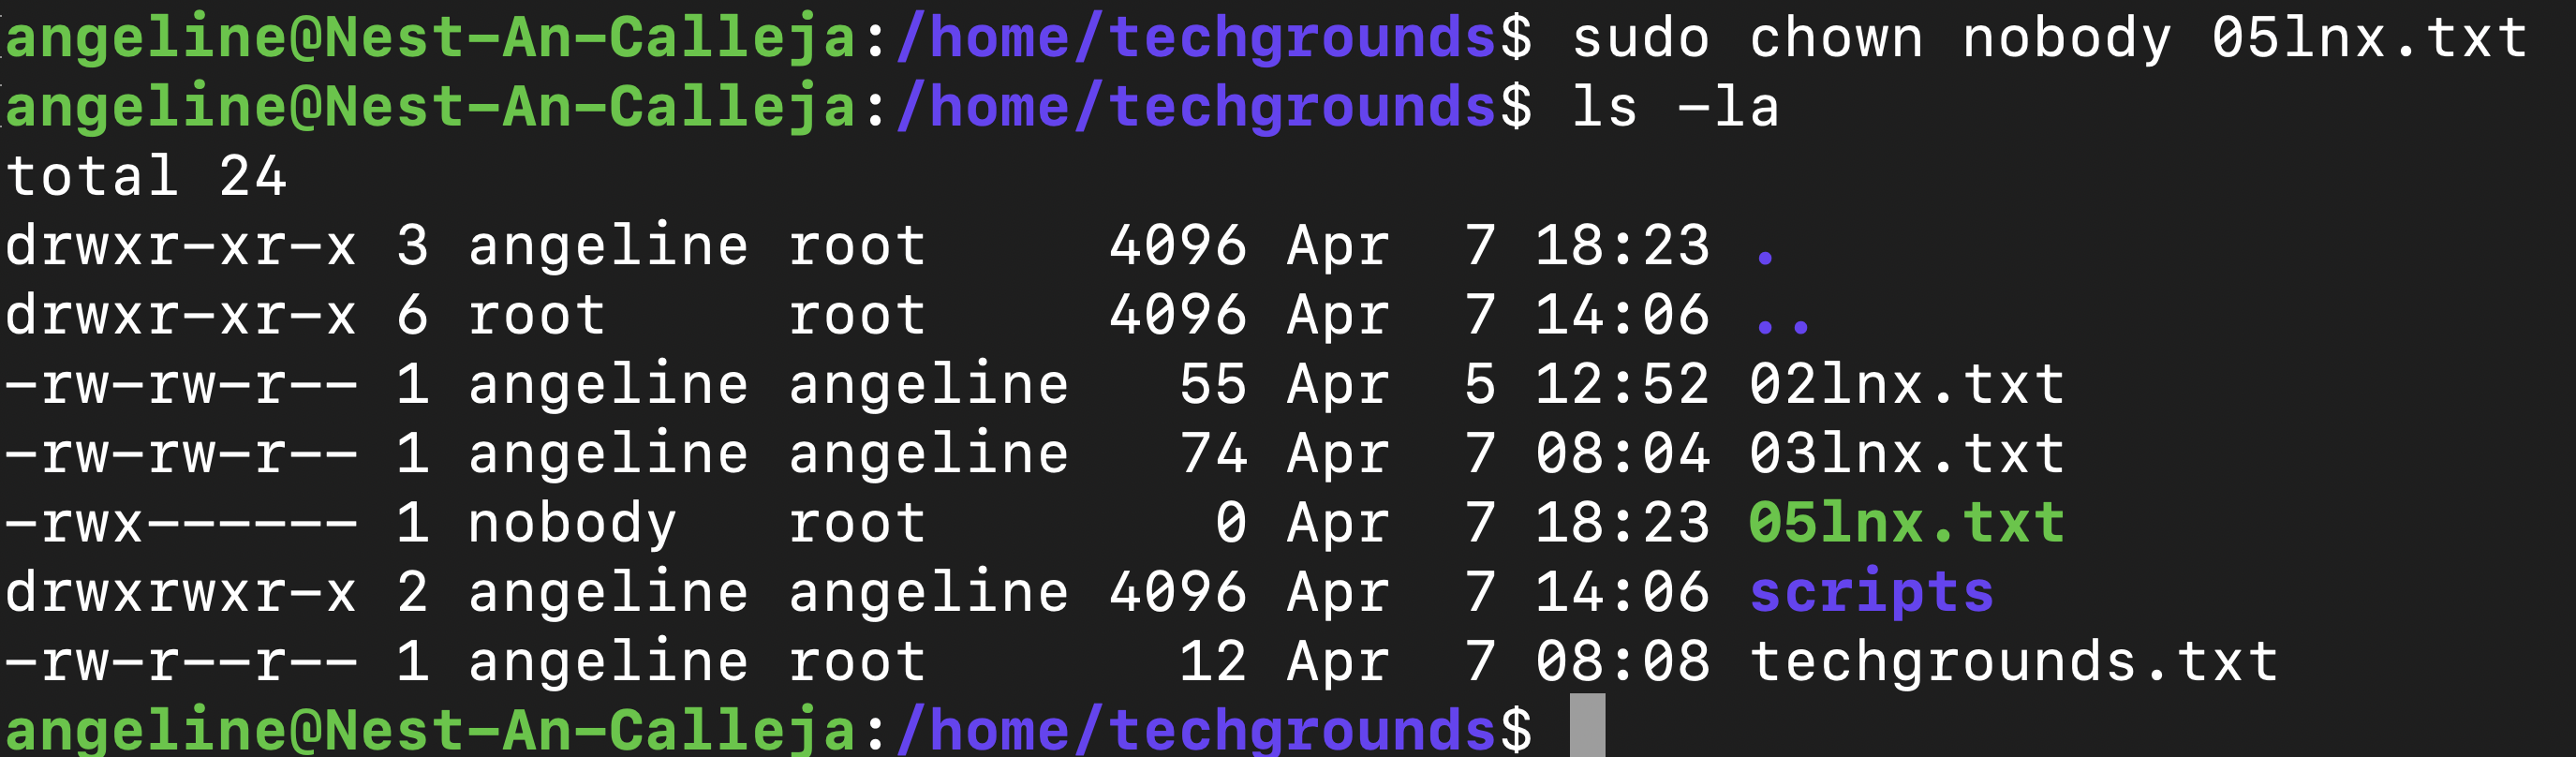 angeline@Nest-An-Calleja:/home/techgrounds$ sudo chown nobody 05lnx.txt
angeline@Nest-An-Calleja:/home/techgrounds$ ls -la
total 24
drwxr-xr-x 3 angeline root     4096 Apr  7 18:23 .
drwxr-xr-x 6 root     root     4096 Apr  7 14:06 ..
-rw-rw-r-- 1 angeline angeline   55 Apr  5 12:52 02lnx.txt
-rw-rw-r-- 1 angeline angeline   74 Apr  7 08:04 03lnx.txt
-rwx------ 1 nobody   root        0 Apr  7 18:23 05lnx.txt
drwxrwxr-x 2 angeline angeline 4096 Apr  7 14:06 scripts
-rw-r--r-- 1 angeline root       12 Apr  7 08:08 techgrounds.txt
angeline@Nest-An-Calleja:/home/techgrounds$